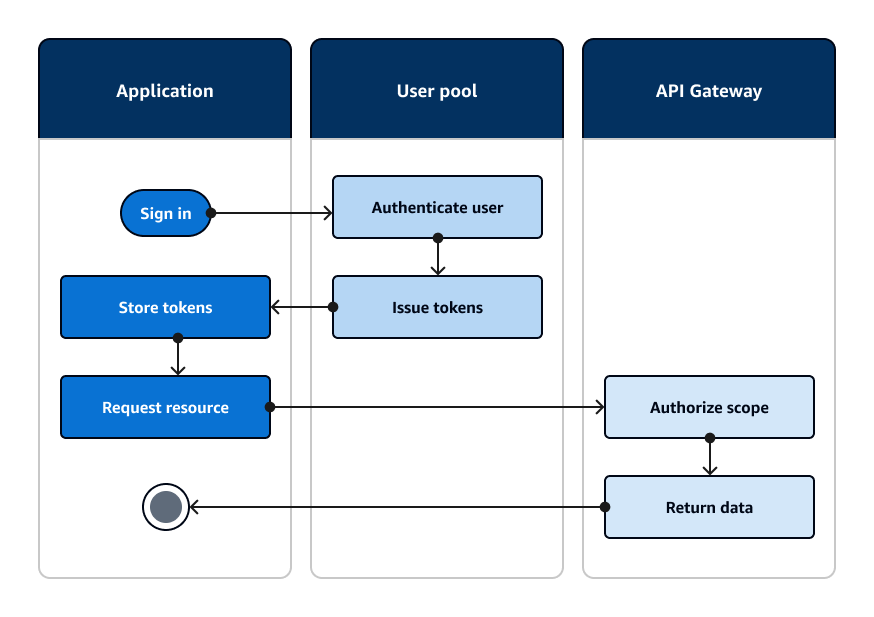 Application
User pool
API Gateway
Sign in
Authenticate user
Store tokens
Issue tokens
Request resource
Authorize scope
Return data